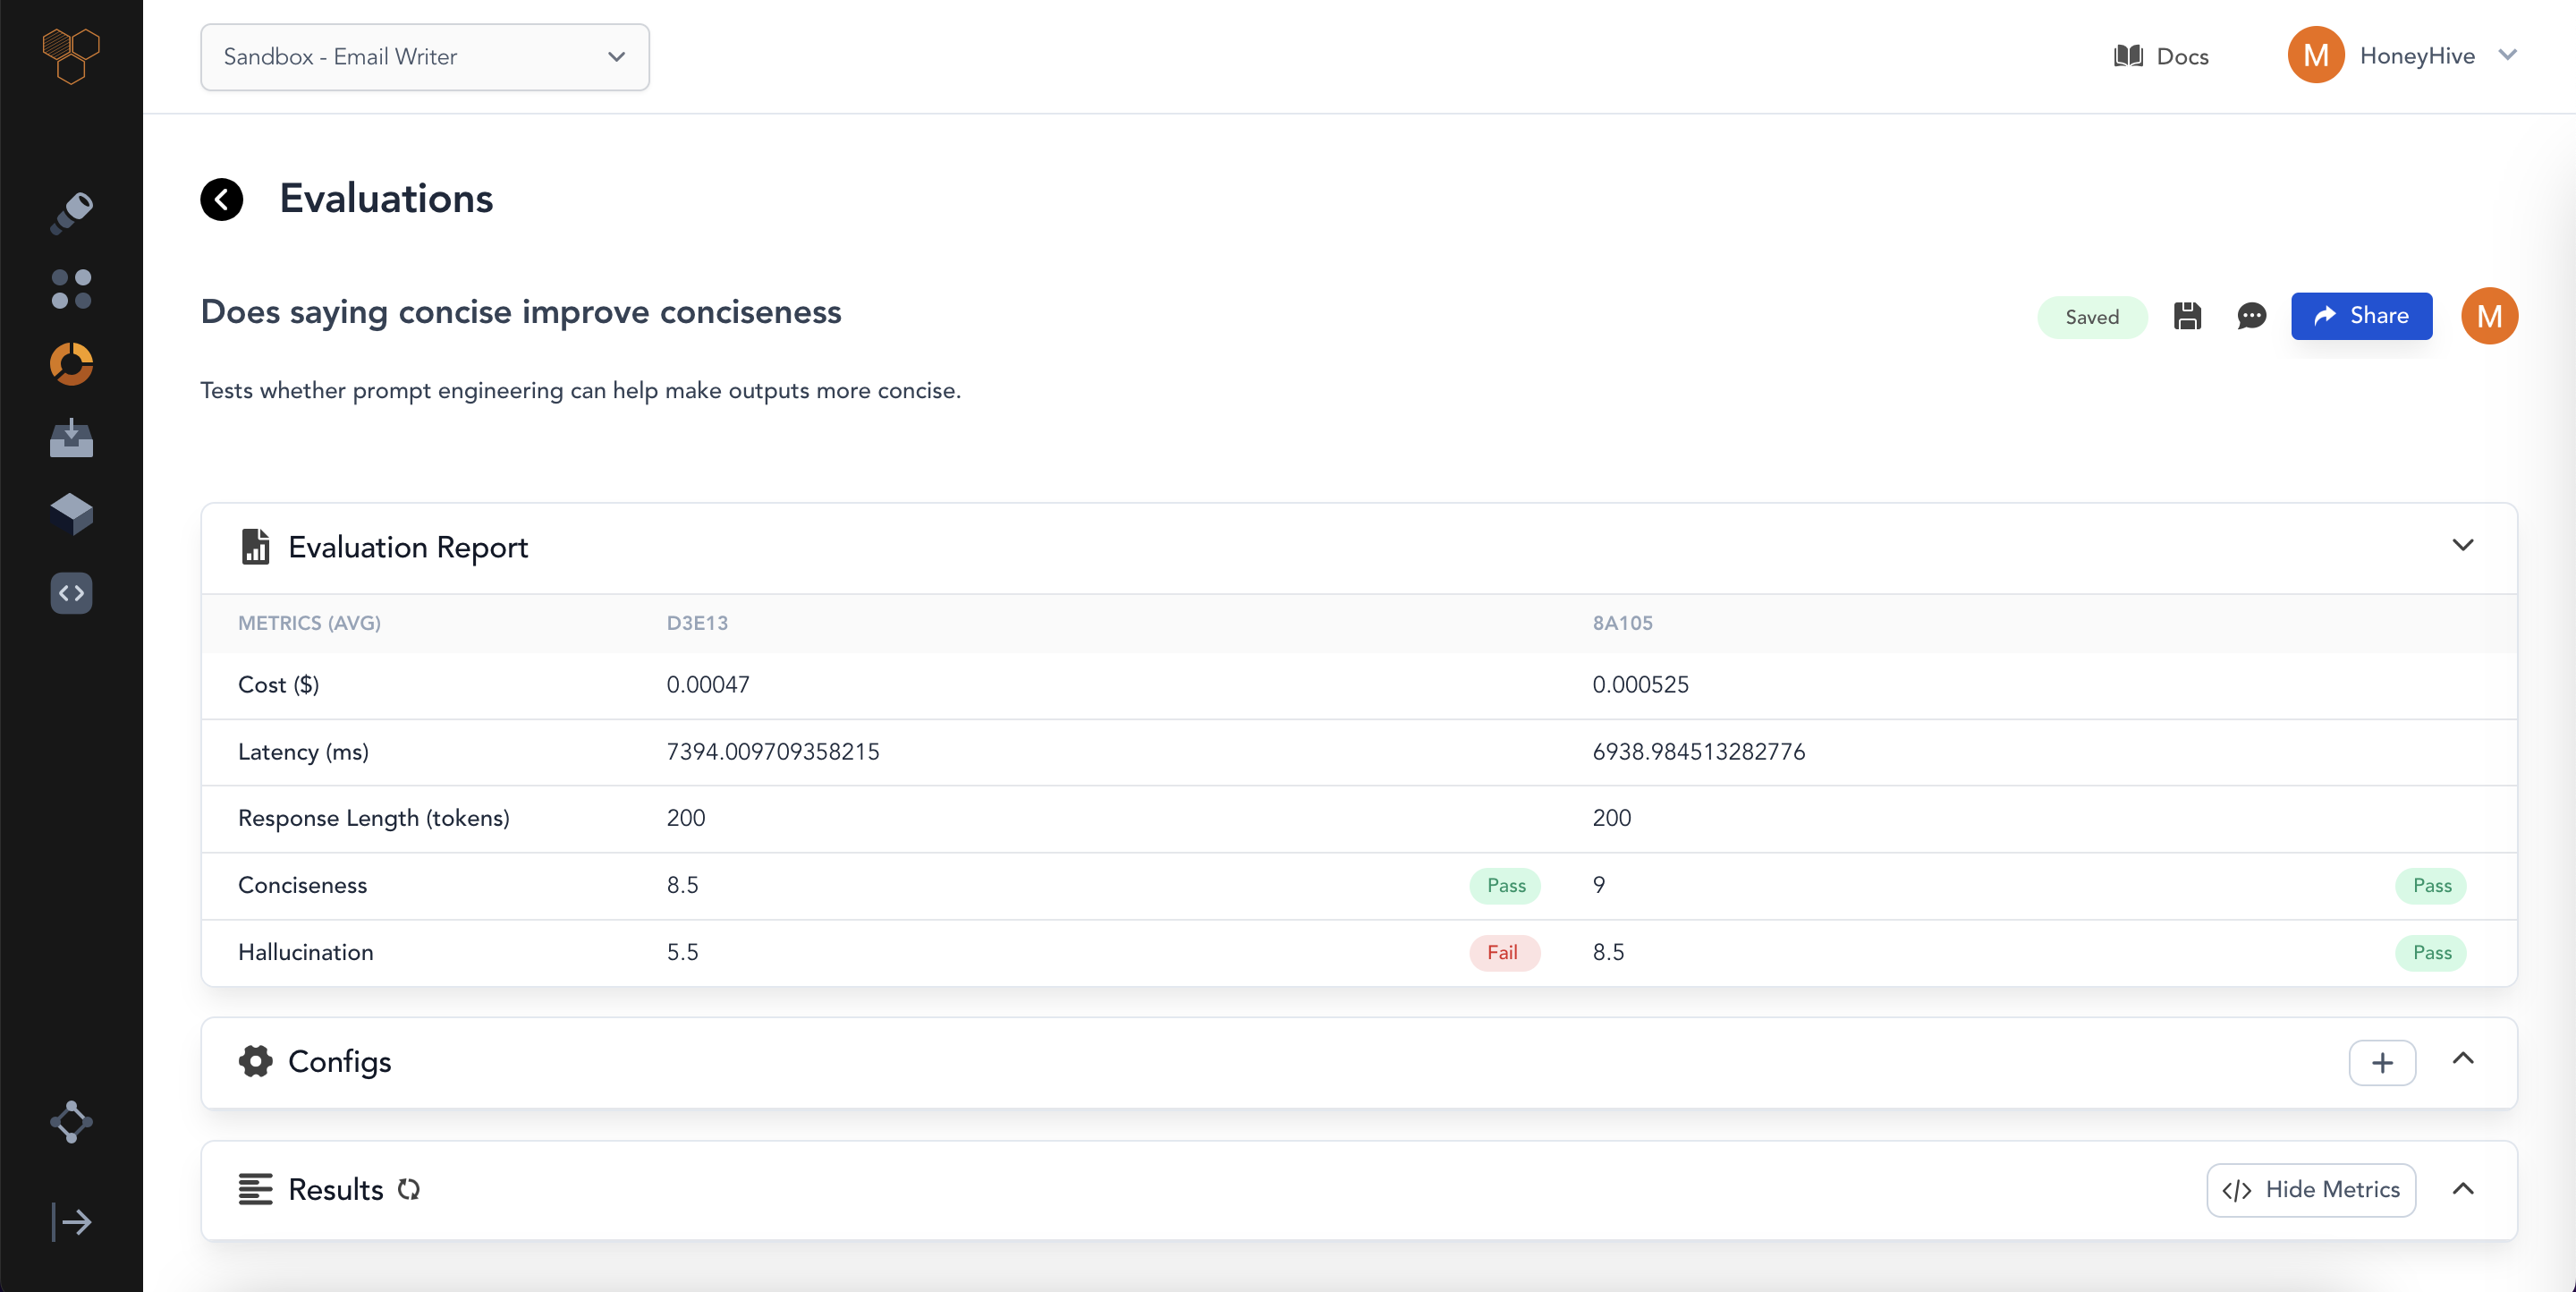 Sandbox - Email Writer
Docs
M
HoneyHive
Evaluations
Does saying concise improve conciseness
Saved
Share
M
Tests whether prompt engineering can help make outputs more concise.
Evaluation Report
METRICS (AVG) D3E13 8A105
Cost ($) 0.00047 0.000525
Latency (ms) 7394.009709358215 6938.984513282776
Response Length (tokens) 200 200
Conciseness 8.5 Pass 9 Pass
Hallucination 5.5 Fail 8.5 Pass
Configs
Results
</> Hide Metrics